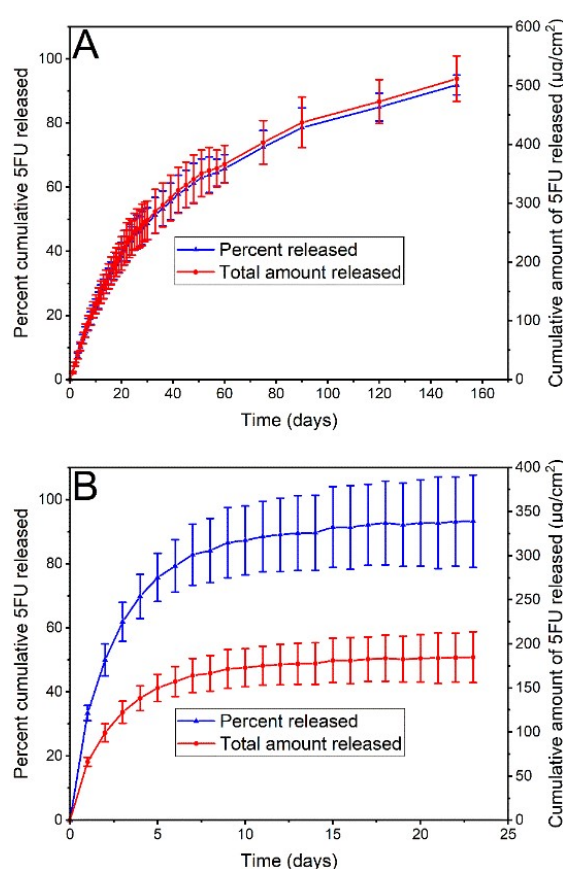 A
Percent cumulative 5FU released
100
80
60
40
20
0
Percent released
Total amount released
600
500
400
300
200
100
0
Cumulative amount of 5FU released (µg/cm²)
0 20 40 60 80 100 120 140 160
Time (days)
B
Percent cumulative 5FU released
100
80
60
40
20
0
Percent released
Total amount released
400
350
300
250
200
150
100
50
0
Cumulative amount of 5FU released (µg/cm²)
0 5 10 15 20 25
Time (days)